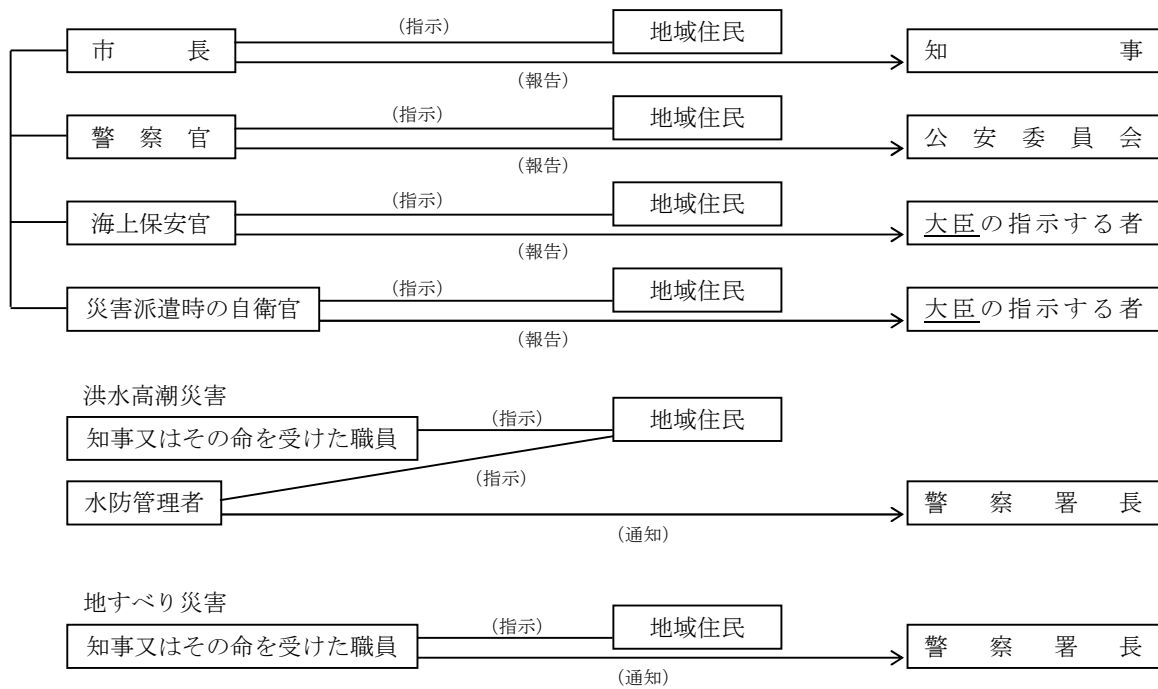 (指示)
市長 地域住民 知事
(報告)
(指示)
警察官 地域住民 公安委員会
(報告)
(指示)
海上保安官 地域住民 大臣の指示する者
(報告)
(指示)
災害派遣時の自衛官 地域住民 大臣の指示する者
(報告)
洪水高潮災害
知事又はその命を受けた職員 (指示) 地域住民
(指示)
水防管理者 警察署長
(通知)
地すべり災害
知事又はその命を受けた職員 (指示) 地域住民 警察署長
(通知)